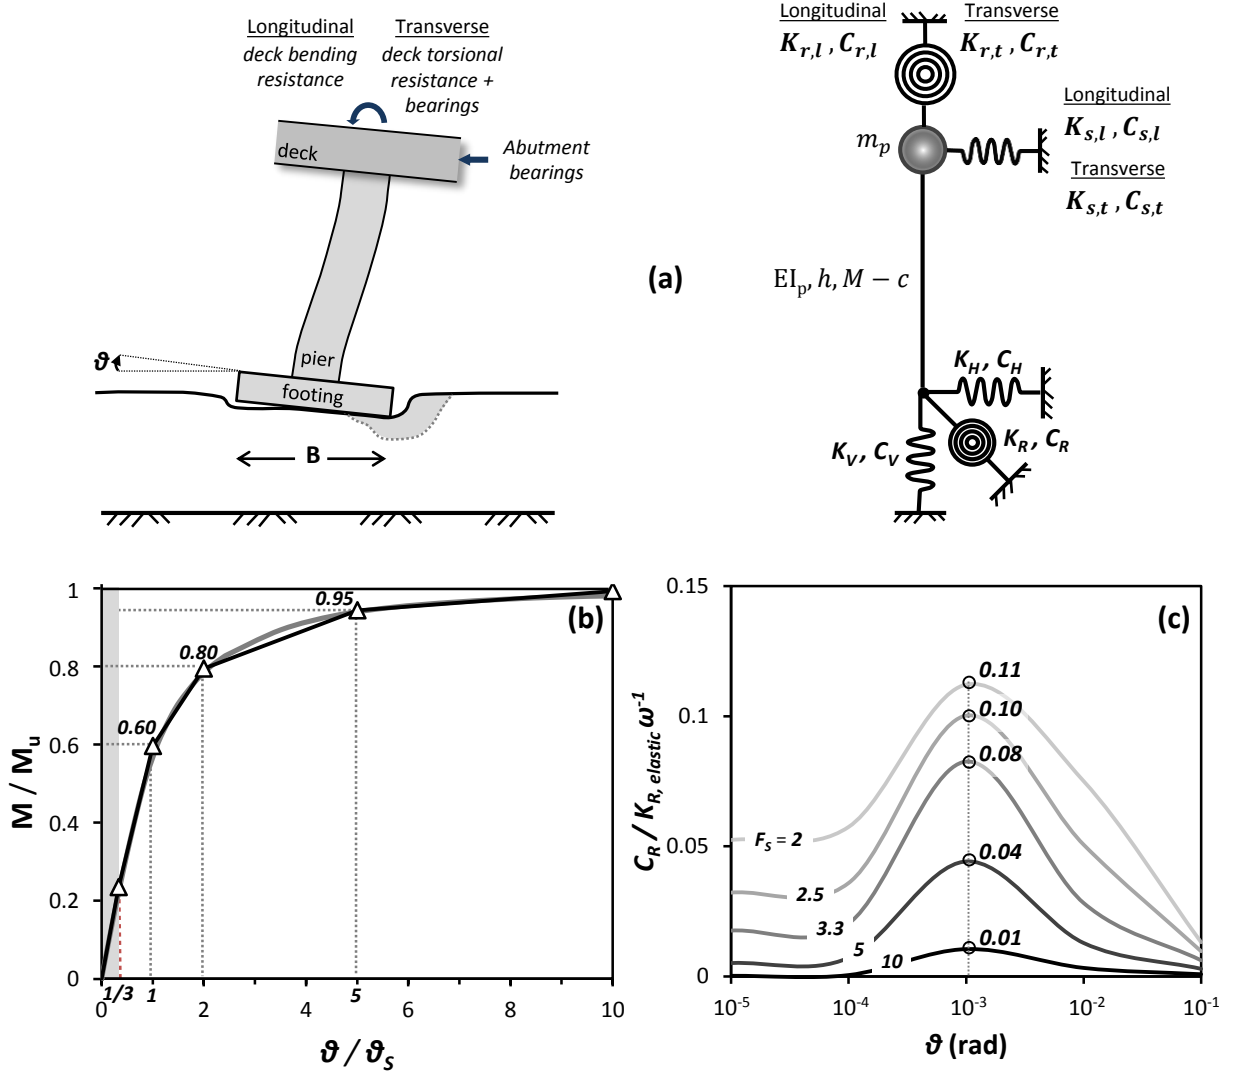 Longitudinal
deck bending
resistance
Transverse
deck torsional
resistance +
bearings
deck
Abutment
bearings
pier
footing
ϑ
B
(a)
Longitudinal
K_{r,l} , C_{r,l}
Transverse
K_{r,t} , C_{r,t}
m_p
Longitudinal
K_{s,l} , C_{s,l}
Transverse
K_{s,t} , C_{s,t}
EI_p, h, M − c
K_H, C_H
K_V, C_V
K_R, C_R
(b)
M / M_u
1
0.8
0.6
0.4
0.2
0
0.95
0.80
0.60
1/3
1
5
0
2
4
6
8
10
ϑ / ϑ_S
(c)
C_R / K_{R, elastic} ω^{-1}
0.15
0.1
0.05
0
0.11
0.10
0.08
0.04
0.01
F_S = 2
2.5
3.3
5
10
10^{-5}
10^{-4}
10^{-3}
10^{-2}
10^{-1}
ϑ (rad)